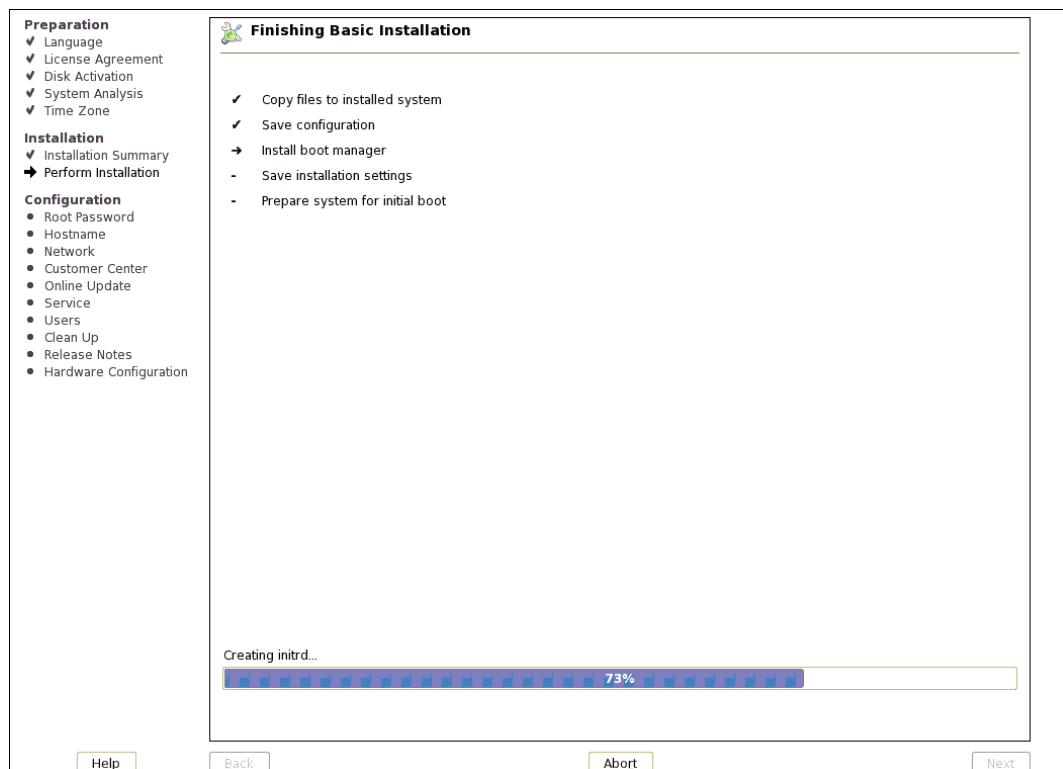 Preparation
Language
License Agreement
Disk Activation
System Analysis
Time Zone
Installation
Installation Summary
Perform Installation
Configuration
Root Password
Hostname
Network
Customer Center
Online Update
Service
Users
Clean Up
Release Notes
Hardware Configuration
Finishing Basic Installation
Copy files to installed system
Save configuration
Install boot manager
- Save installation settings
- Prepare system for initial boot
Creating initrd...
73%
Help
Back
Abort
Next